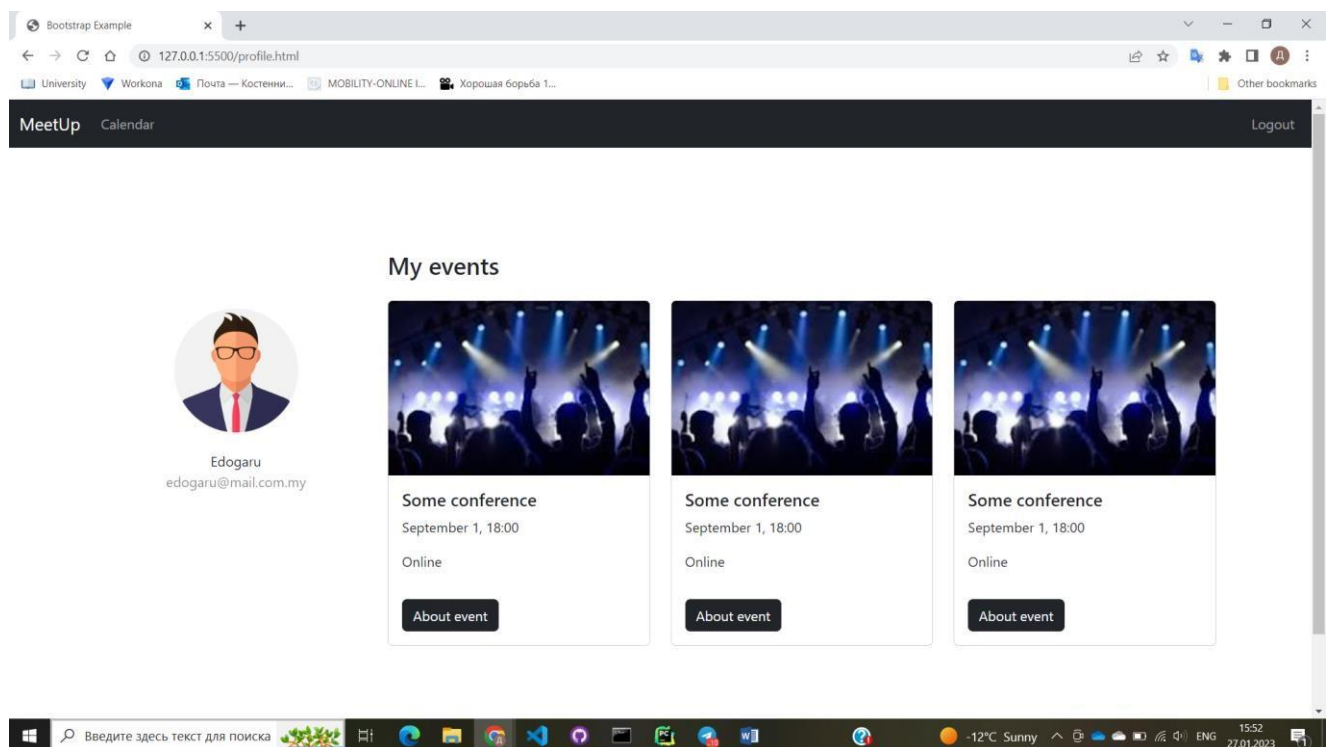 Bootstrap Example
127.0.0.1:5500/profile.html
University Workona Почта — Костенни... MOBILITY-ONLINE I... Хорошая борьба 1... Other bookmarks
MeetUp Calendar Logout
My events
Edogaru
edogaru@mail.com.my
Some conference
September 1, 18:00
Online
About event
Some conference
September 1, 18:00
Online
About event
Some conference
September 1, 18:00
Online
About event
Введите здесь текст для поиска
-12°C Sunny ENG 15:52
27.01.2023